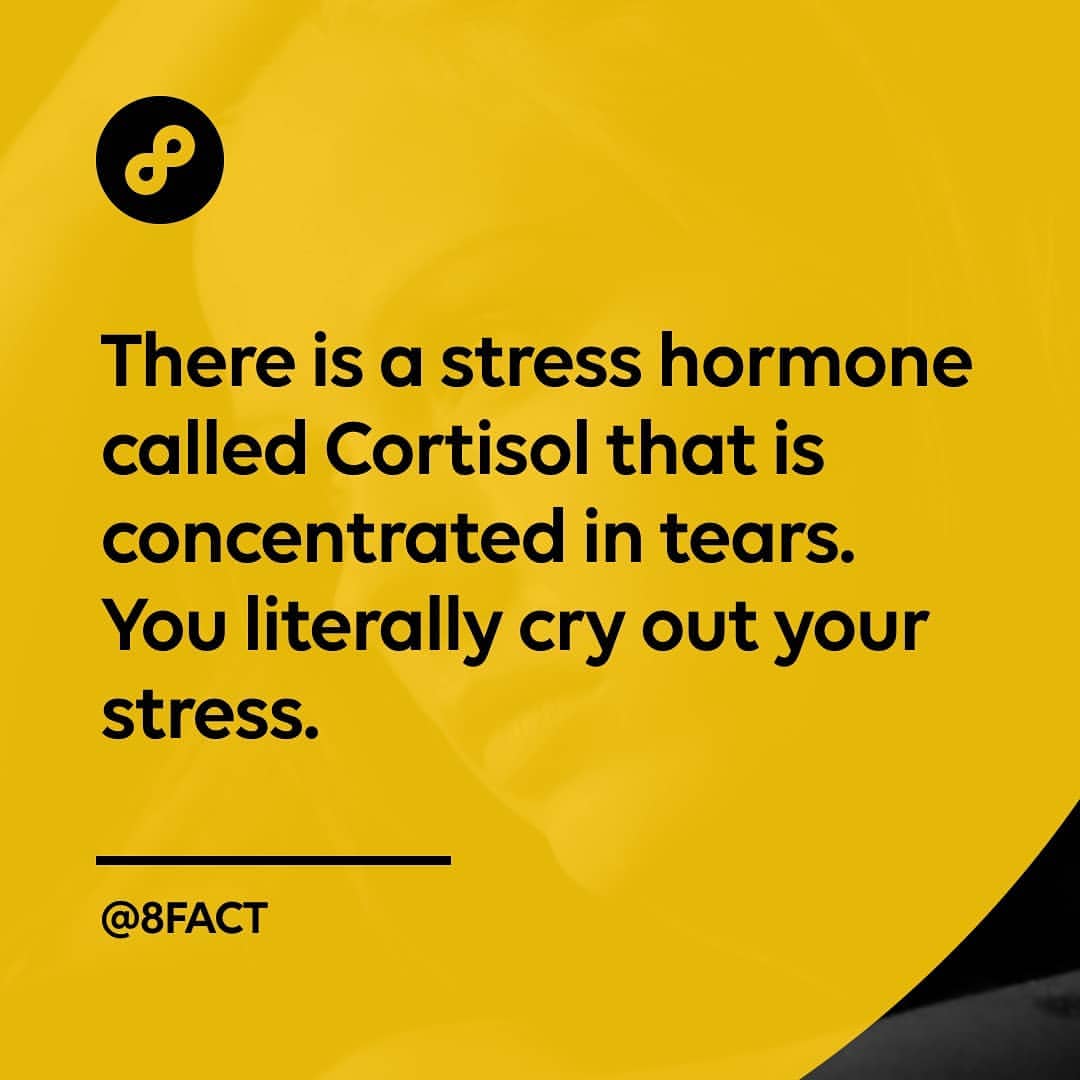 There is a stress hormone
called Cortisol that is
concentrated in tears.
You literally cry out your
stress.
@8FACT